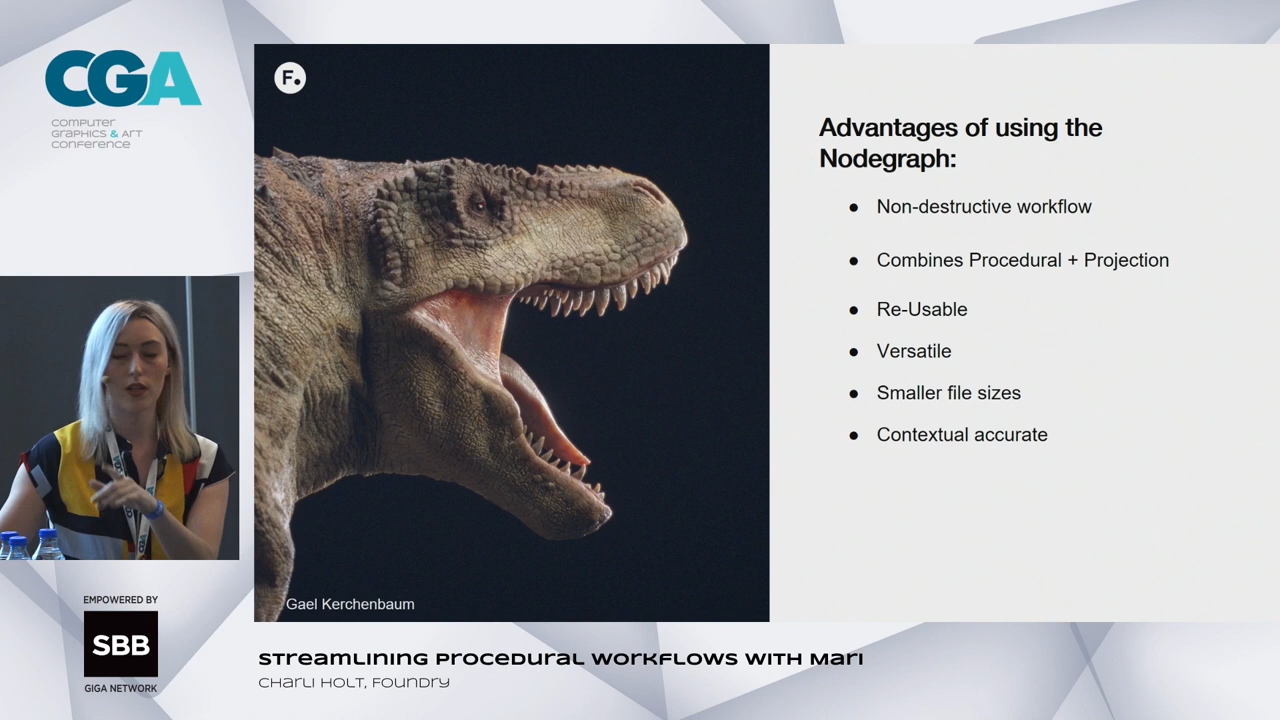 CGA
COMPUTER
GRAPHICS & ART
CONFERENCE
F.
Advantages of using the
Nodegraph:
● Non-destructive workflow
● Combines Procedural + Projection
● Re-Usable
● Versatile
● Smaller file sizes
● Contextual accurate
Gael Kerchenbaum
EMPOWERED BY
SBB
GIGA NETWORK
STREAMLINING PROCEDURAL WORKFLOWS WITH MARI
CHARLI HOLT, FOUNDRY